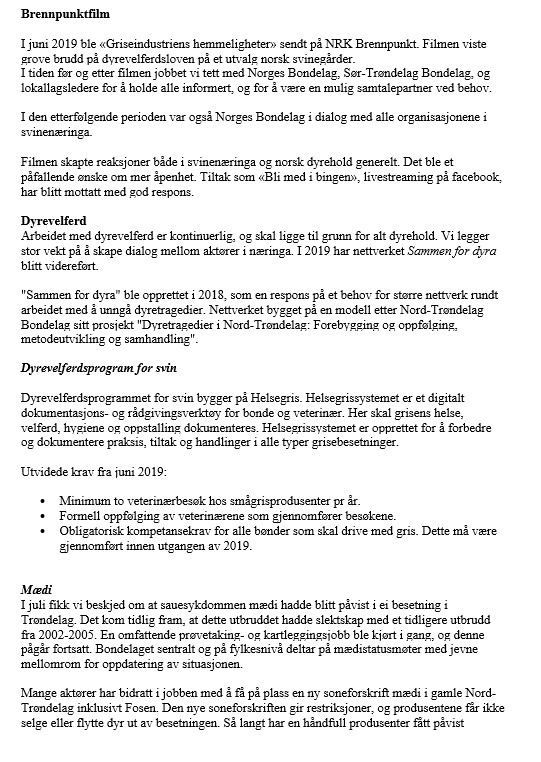 Brennpunktfilm
I juni 2019 ble «Griseindustriens hemmeligheter» sendt på NRK Brennpunkt. Filmen viste
grove brudd på dyrevelferdsloven på et utvalg norsk svinegårder.
I tiden før og etter filmen jobbet vi tett med Norges Bondelag, Sør-Trøndelag Bondelag, og
lokallagsledere for å holde alle informert, og for å være en mulig samtalepartner ved behov.
I den etterfølgende perioden var også Norges Bondelag i dialog med alle organisasjonene i
svinenæringa.
Filmen skapte reaksjoner både i svinenæringa og norsk dyrehold generelt. Det ble et
påfallende ønske om mer åpenhet. Tiltak som «Bli med i bingen», livestreaming på facebook,
har blitt mottatt med god respons.
Dyrevelferd
Arbeidet med dyrevelferd er kontinuerlig, og skal ligge til grunn for alt dyrehold. Vi legger
stor vekt på å skape dialog mellom aktører i næringa. I 2019 har nettverket Sammen for dyra
blitt videreført.
"Sammen for dyra" ble opprettet i 2018, som en respons på et behov for større nettverk rundt
arbeidet med å unngå dyretragedier. Nettverket bygget på en modell etter Nord-Trøndelag
Bondelag sitt prosjekt "Dyretragedier i Nord-Trøndelag: Forebygging og oppfølging,
metodeutvikling og samhandling".
Dyrevelferdsprogram for svin
Dyrevelferdsprogrammet for svin bygger på Helsegris. Helsegrissystemet er et digitalt
dokumentasjons- og rådgivingsverktøy for bonde og veterinær. Her skal grisens helse,
velferd, hygiene og oppstalling dokumenteres. Helsegrissystemet er opprettet for å forbedre
og dokumentere praksis, tiltak og handlinger i alle typer grisebesetninger.
Utvidede krav fra juni 2019:
• Minimum to veterinærbesøk hos smågrisprodusenter pr år.
• Formell oppfølging av veterinærene som gjennomfører besøkene.
• Obligatorisk kompetansekrav for alle bønder som skal drive med gris. Dette må være
gjennomført innen utgangen av 2019.
Mædi
I juli fikk vi beskjed om at sauesykdommen mædi hadde blitt påvist i ei besetning i
Trøndelag. Det kom tidlig fram, at dette utbruddet hadde slektskap med et tidligere utbrudd
fra 2002-2005. En omfattende prøvetaking- og kartleggingsjobb ble kjørt i gang, og denne
pågår fortsatt. Bondelaget sentralt og på fylkesnivå deltar på mædistatusmøter med jevne
mellomrom for oppdatering av situasjonen.
Mange aktører har bidratt i jobben med å få på plass en ny soneforskrift mædi i gamle Nord-
Trøndelag inklusivt Fosen. Den nye soneforskriften gir restriksjoner, og produsentene får ikke
selge eller flytte dyr ut av besetningen. Så langt har en håndfull produsenter fått påvist